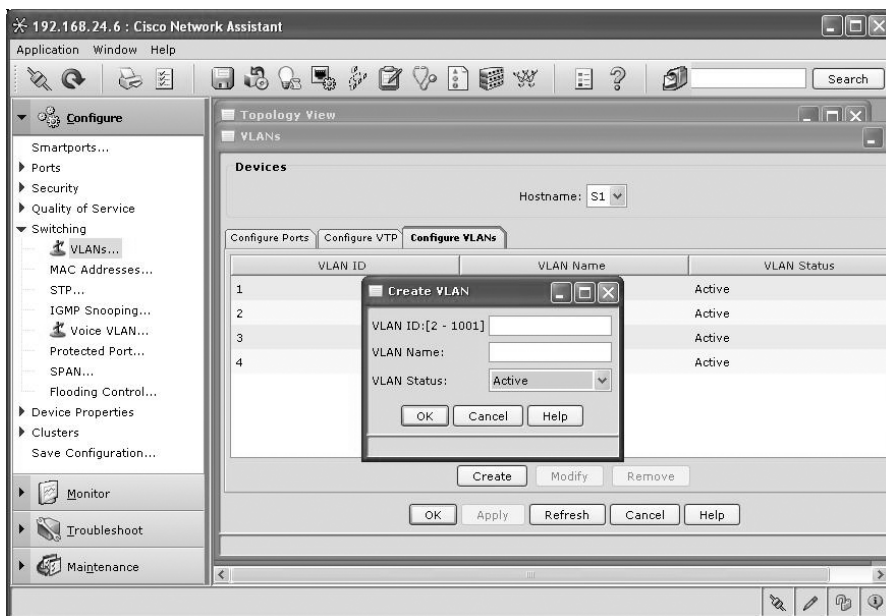 192.168.24.6 : Cisco Network Assistant
Application Window Help
Search
Configure
Smartports...
Ports
Security
Quality of Service
Switching
VLANs...
MAC Addresses...
STP...
IGMP Snooping...
Voice VLAN...
Protected Port...
SPAN...
Flooding Control...
Device Properties
Clusters
Save Configuration...
Monitor
Troubleshoot
Maintenance
Topology View
VLANs
Devices
Hostname: S1
Configure Ports Configure VTP Configure VLANs
VLAN ID VLAN Name VLAN Status
1 Active
2 Active
3 Active
4 Active
Create VLAN
VLAN ID:[2 - 1001]
VLAN Name:
VLAN Status: Active
OK Cancel Help
Create Modify Remove
OK Apply Refresh Cancel Help